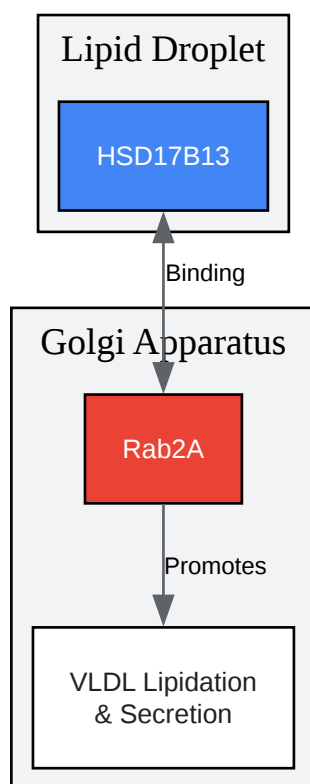 Lipid Droplet
HSD17B13
Binding
Golgi Apparatus
Rab2A
Promotes
VLDL Lipidation
& Secretion